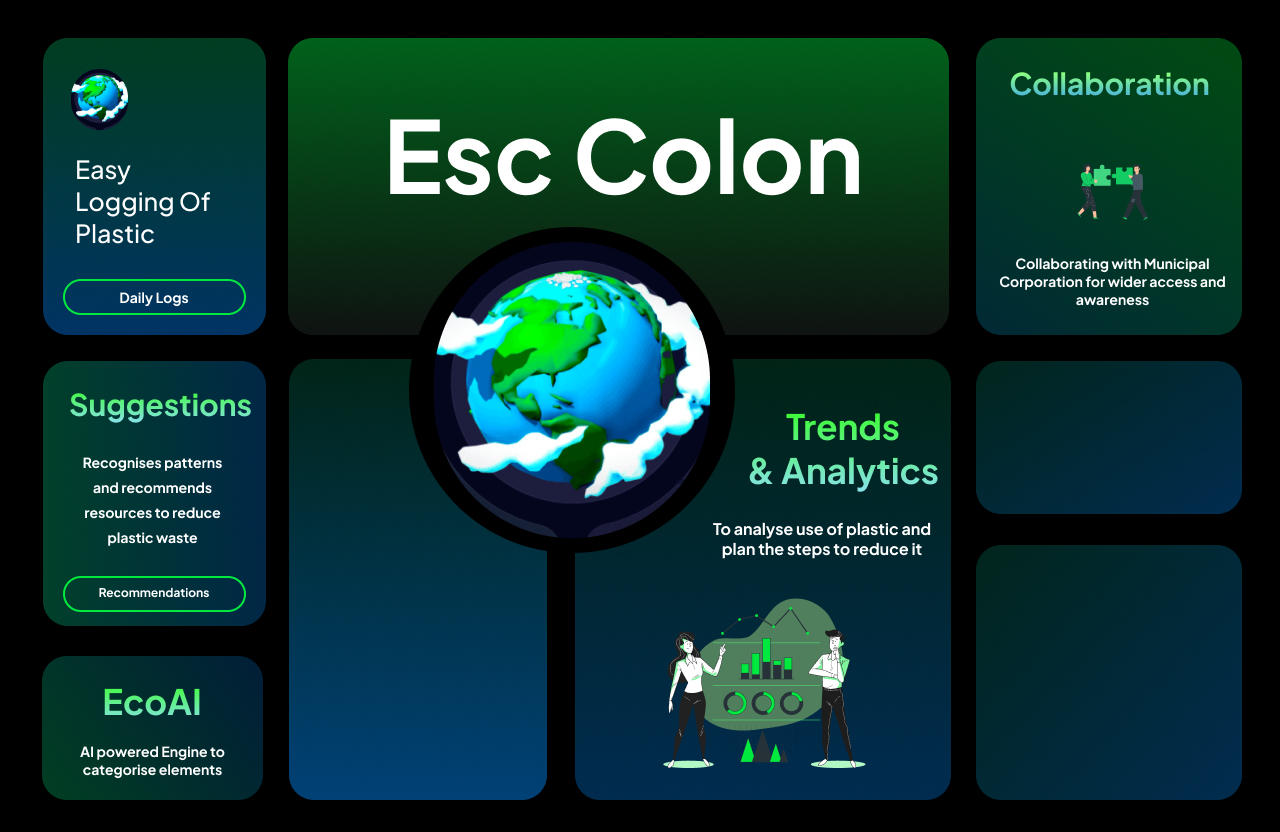 Easy
Logging Of
Plastic
Daily Logs
Esc Colon
Collaboration
Collaborating with Municipal
Corporation for wider access and
awareness
Suggestions
Recognises patterns
and recommends
resources to reduce
plastic waste
Recommendations
Trends
& Analytics
To analyse use of plastic and
plan the steps to reduce it
EcoAI
AI powered Engine to
categorise elements